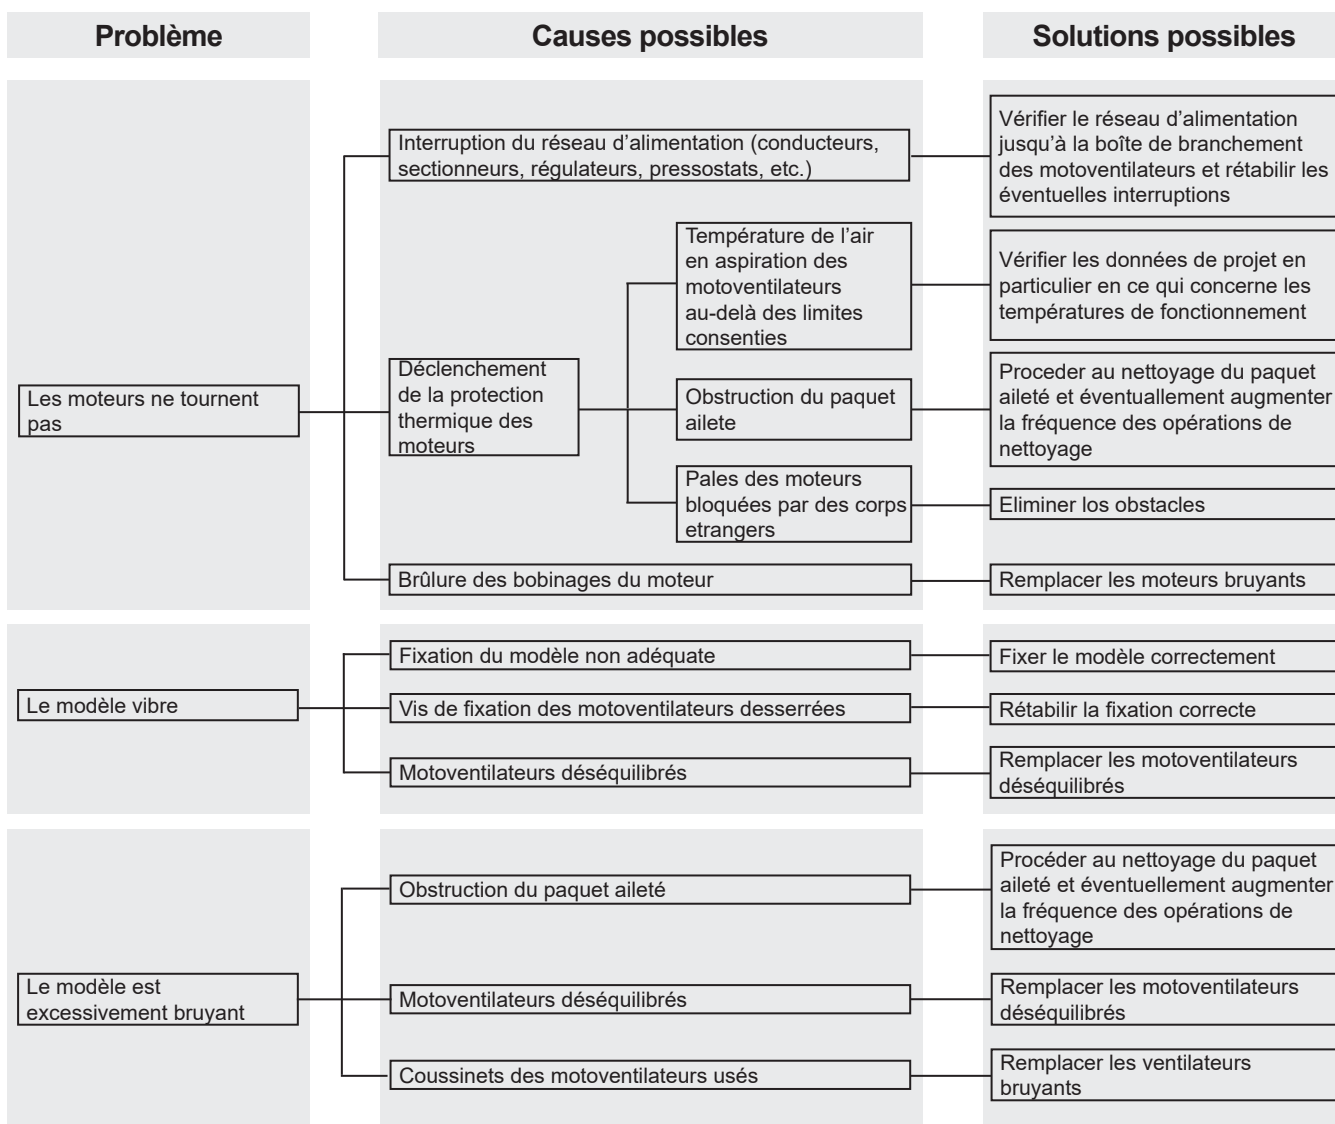 Problème
Causes possibles
Solutions possibles
Les moteurs ne tournent
pas
Interruption du réseau d'alimentation (conducteurs,
sectionneurs, régulateurs, pressostats, etc.)
Vérifier le réseau d'alimentation
jusqu'à la boîte de branchement
des motoventilateurs et rétabilir les
éventuelles interruptions
Déclenchement
de la protection
thermique des
moteurs
Température de l'air
en aspiration des
motoventilateurs
au-delà des limites
consenties
Vérifier les données de projet en
particulier en ce qui concerne les
températures de fonctionnement
Obstruction du paquet
ailete
Proceder au nettoyage du paquet
aileté et éventuallement augmenter
la fréquence des opérations de
nettoyage
Pales des moteurs
bloquées par des corps
etrangers
Eliminer los obstacles
Brûlure des bobinages du moteur
Remplacer les moteurs bruyants
Le modèle vibre
Fixation du modèle non adéquate
Fixer le modèle correctement
Vis de fixation des motoventilateurs desserrées
Rétabilir la fixation correcte
Motoventilateurs déséquilibrés
Remplacer les motoventilateurs
déséquilibrés
Le modèle est
excessivement bruyant
Obstruction du paquet aileté
Procéder au nettoyage du paquet
aileté et éventuellement augmenter
la fréquence des opérations de
nettoyage
Motoventilateurs déséquilibrés
Remplacer les motoventilateurs
déséquilibrés
Coussinets des motoventilateurs usés
Remplacer les ventilateurs
bruyants